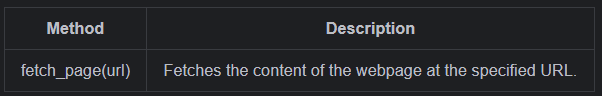 Method Description
fetch_page(url) Fetches the content of the webpage at the specified URL.